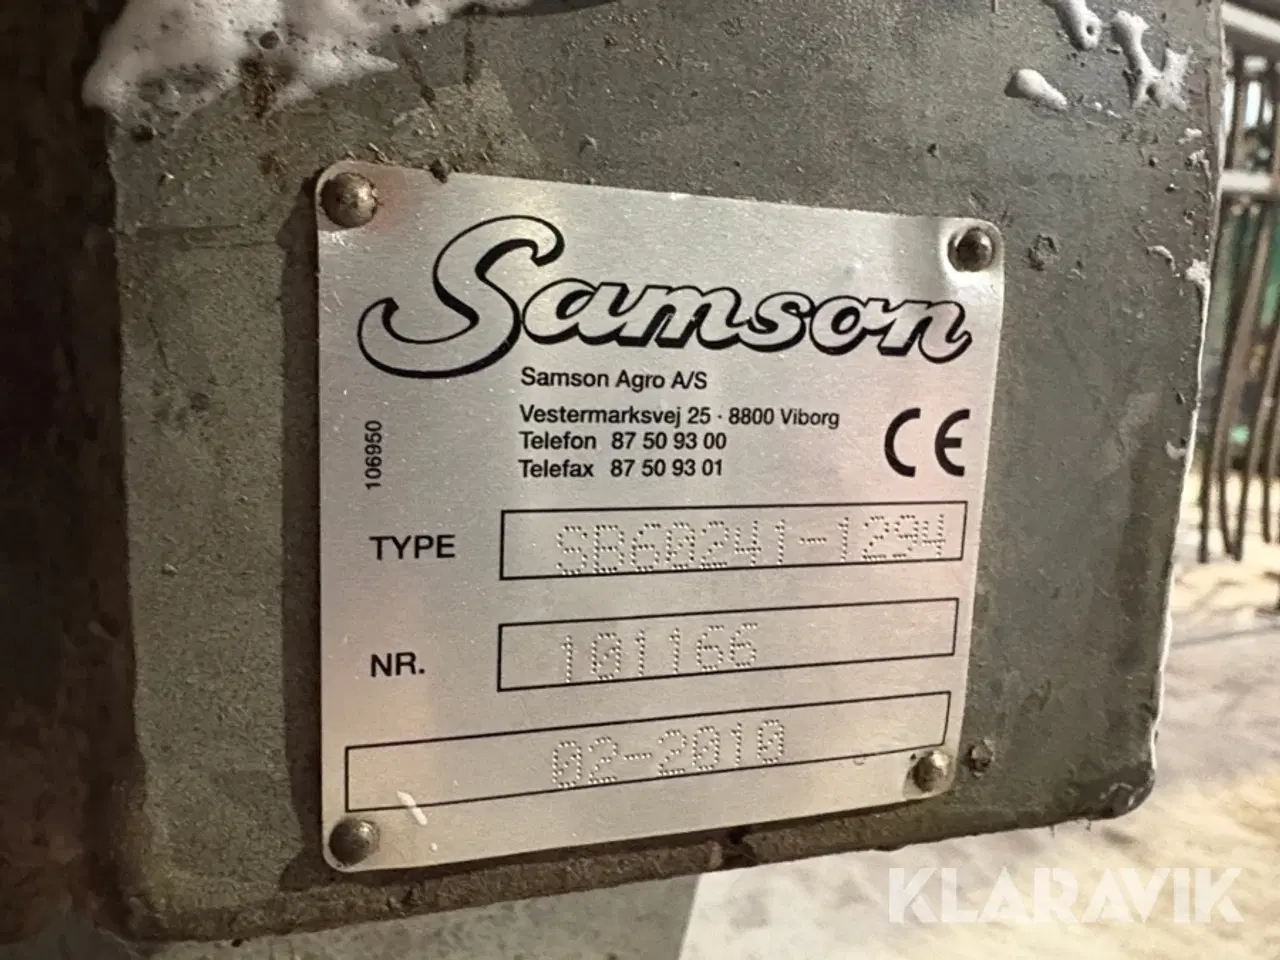 Samson
Samson Agro A/S
Vestermarksvej 25 · 8800 Viborg
Telefon 87 50 93 00
Telefax 87 50 93 01
CE
106950
TYPE SB60241-1294
NR. 101166
02-2010
KLARAVIK